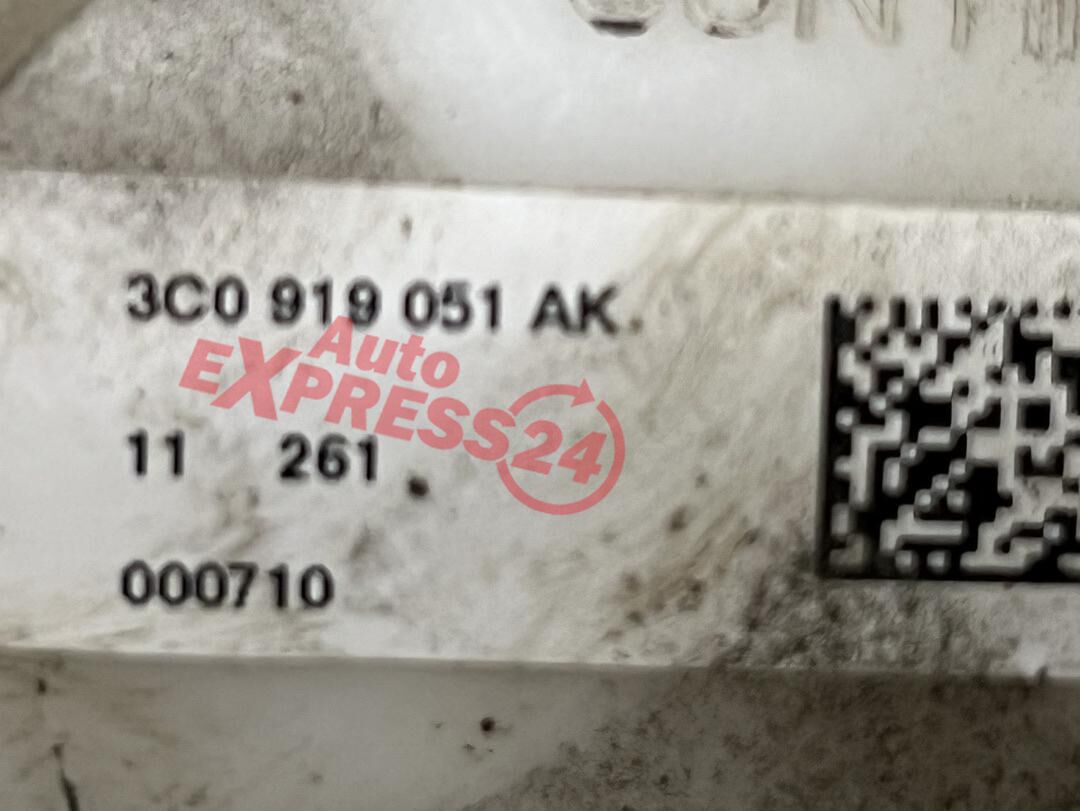 3C0 919 051 AK
Auto
EXPRESS24
11 261
000710